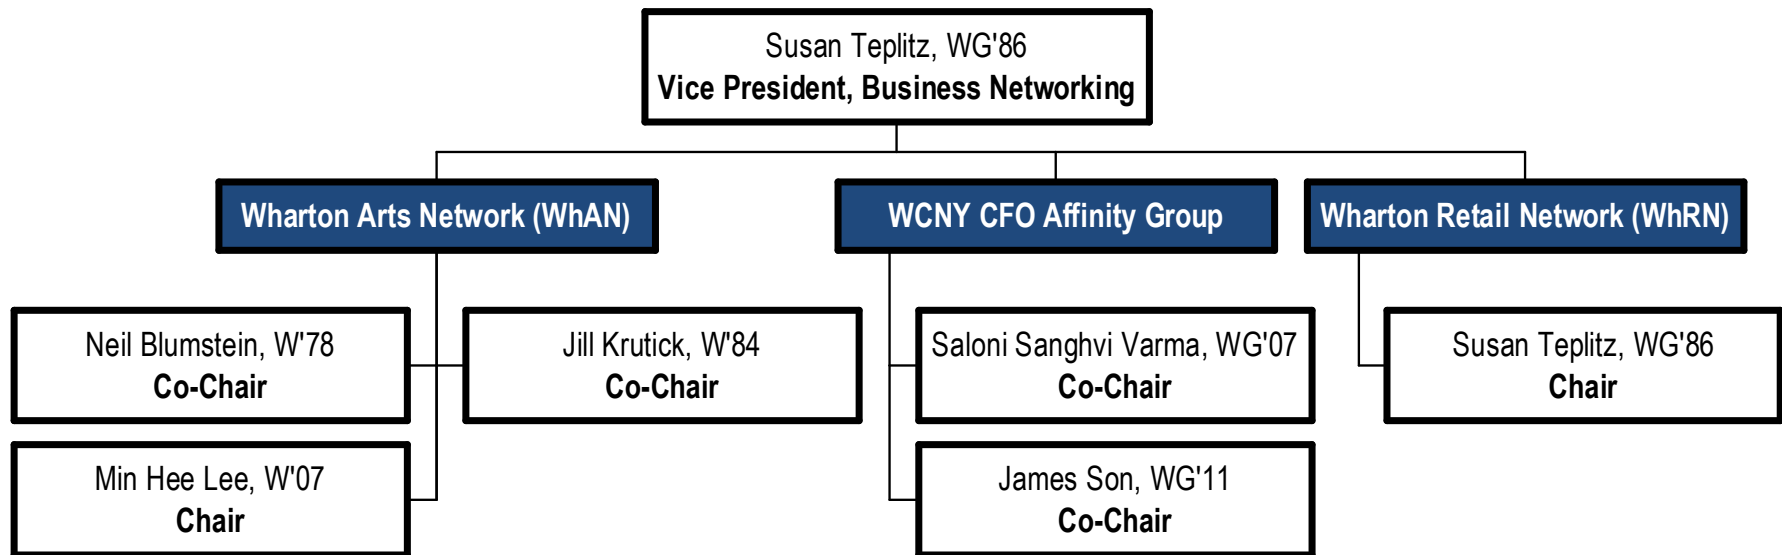 Susan Teplitz, WG'86
Vice President, Business Networking
Wharton Arts Network (WhAN)
WCNY CFO Affinity Group
Wharton Retail Network (WhRN)
Neil Blumstein, W'78
Co-Chair
Jill Krutick, W'84
Co-Chair
Saloni Sanghvi Varma, WG'07
Co-Chair
Susan Teplitz, WG'86
Chair
Min Hee Lee, W'07
Chair
James Son, WG'11
Co-Chair